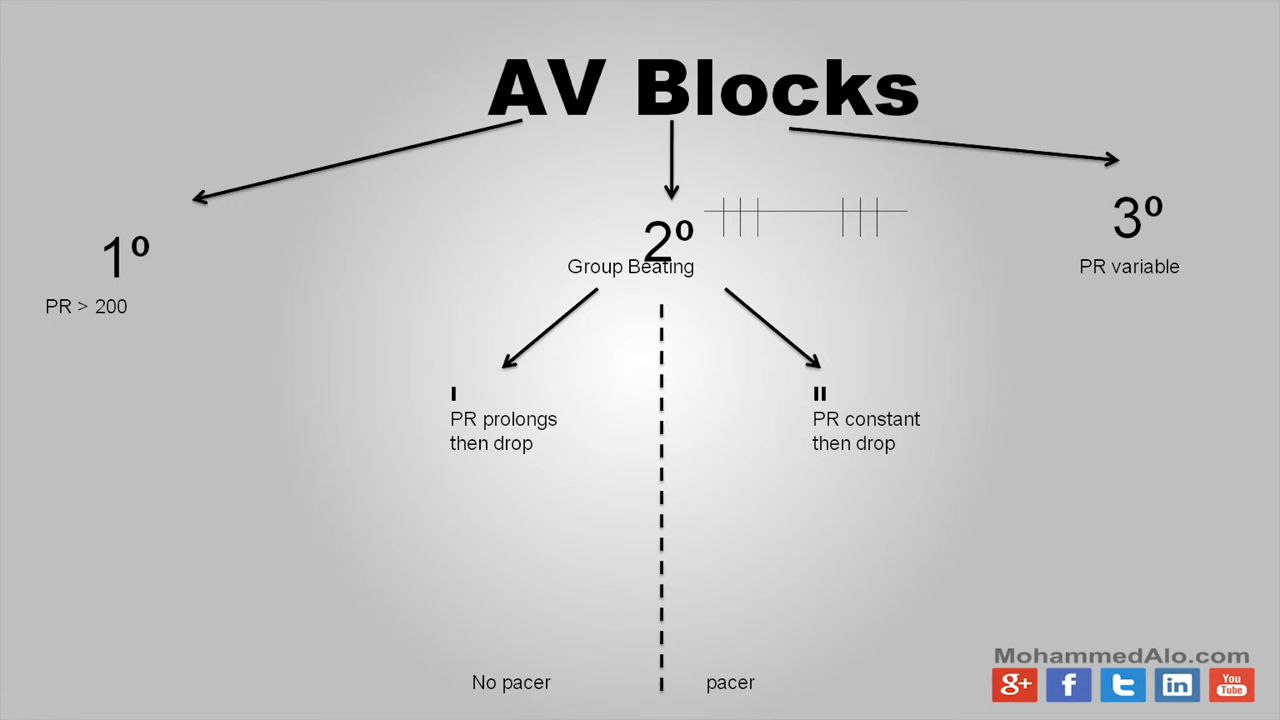 AV Blocks
1º
PR > 200
2º
Group Beating
3º
PR variable
I
PR prolongs
then drop
II
PR constant
then drop
No pacer
pacer
MohammedAlo.com
g+
f
t
in
You
Tube